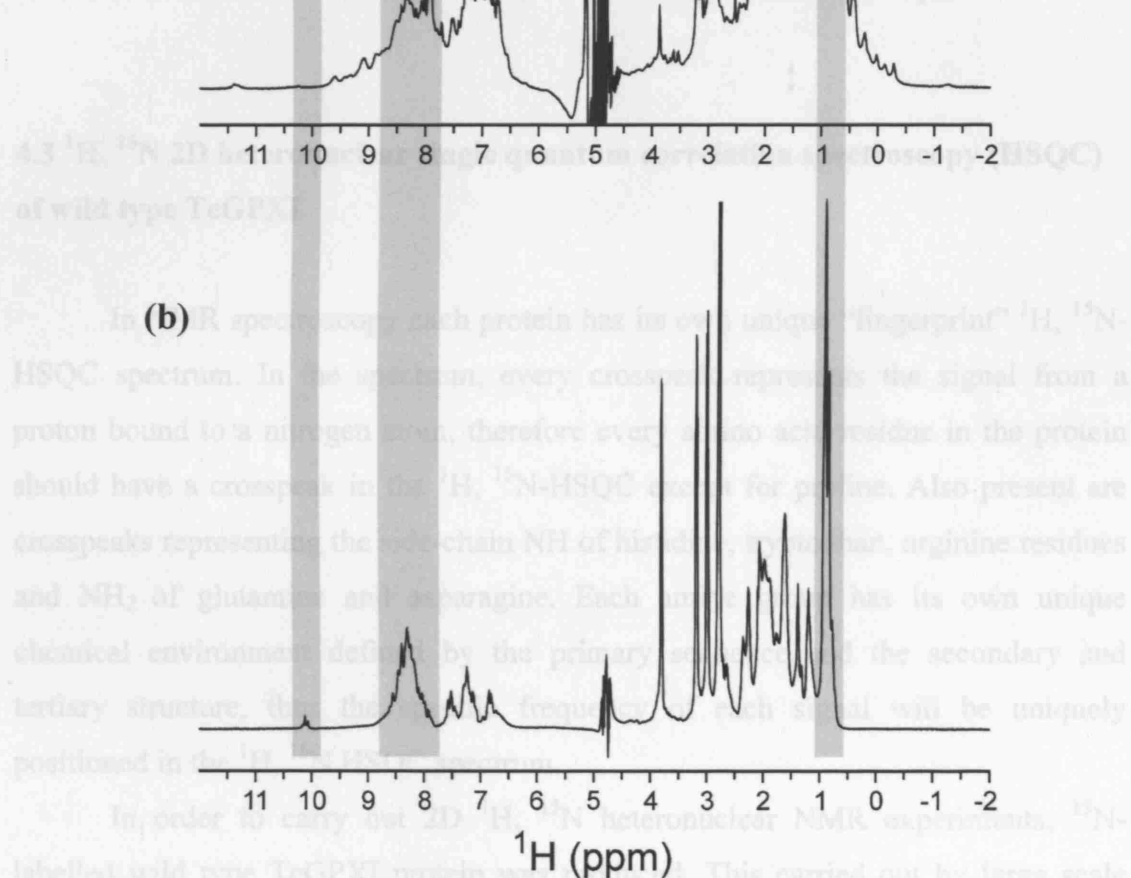 11 10 9 8 7 6 5 4 3 2 1 0 -1 -2
4.3 ¹H, ¹⁵N 2D heteronuclear single quantum correlation spectroscopy (HSQC)
of wild type TcGPXI
(b)
In NMR spectroscopy each protein has its own unique "fingerprint" ¹H, ¹⁵N-
HSQC spectrum. In the spectrum, every crosspeak represents the signal from a
proton bound to a nitrogen atom, therefore every amino acid residue in the protein
should have a crosspeak in the ¹H, ¹⁵N-HSQC except for proline. Also present are
crosspeaks representing the side-chain NH of histidine, tryptophan, arginine residues
and NH₂ of glutamine and asparagine. Each amide group has its own unique
chemical environment defined by the primary sequence and the secondary and
tertiary structure, thus the specific frequency of each signal will be uniquely
positioned in the ¹H, ¹⁵N HSQC spectrum.
11 10 9 8 7 6 5 4 3 2 1 0 -1 -2
In order to carry out 2D ¹H, ¹⁵N heteronuclear NMR experiments, ¹⁵N-
¹H (ppm)
labelled wild type TcGPXI protein was produced. This carried out by large scale